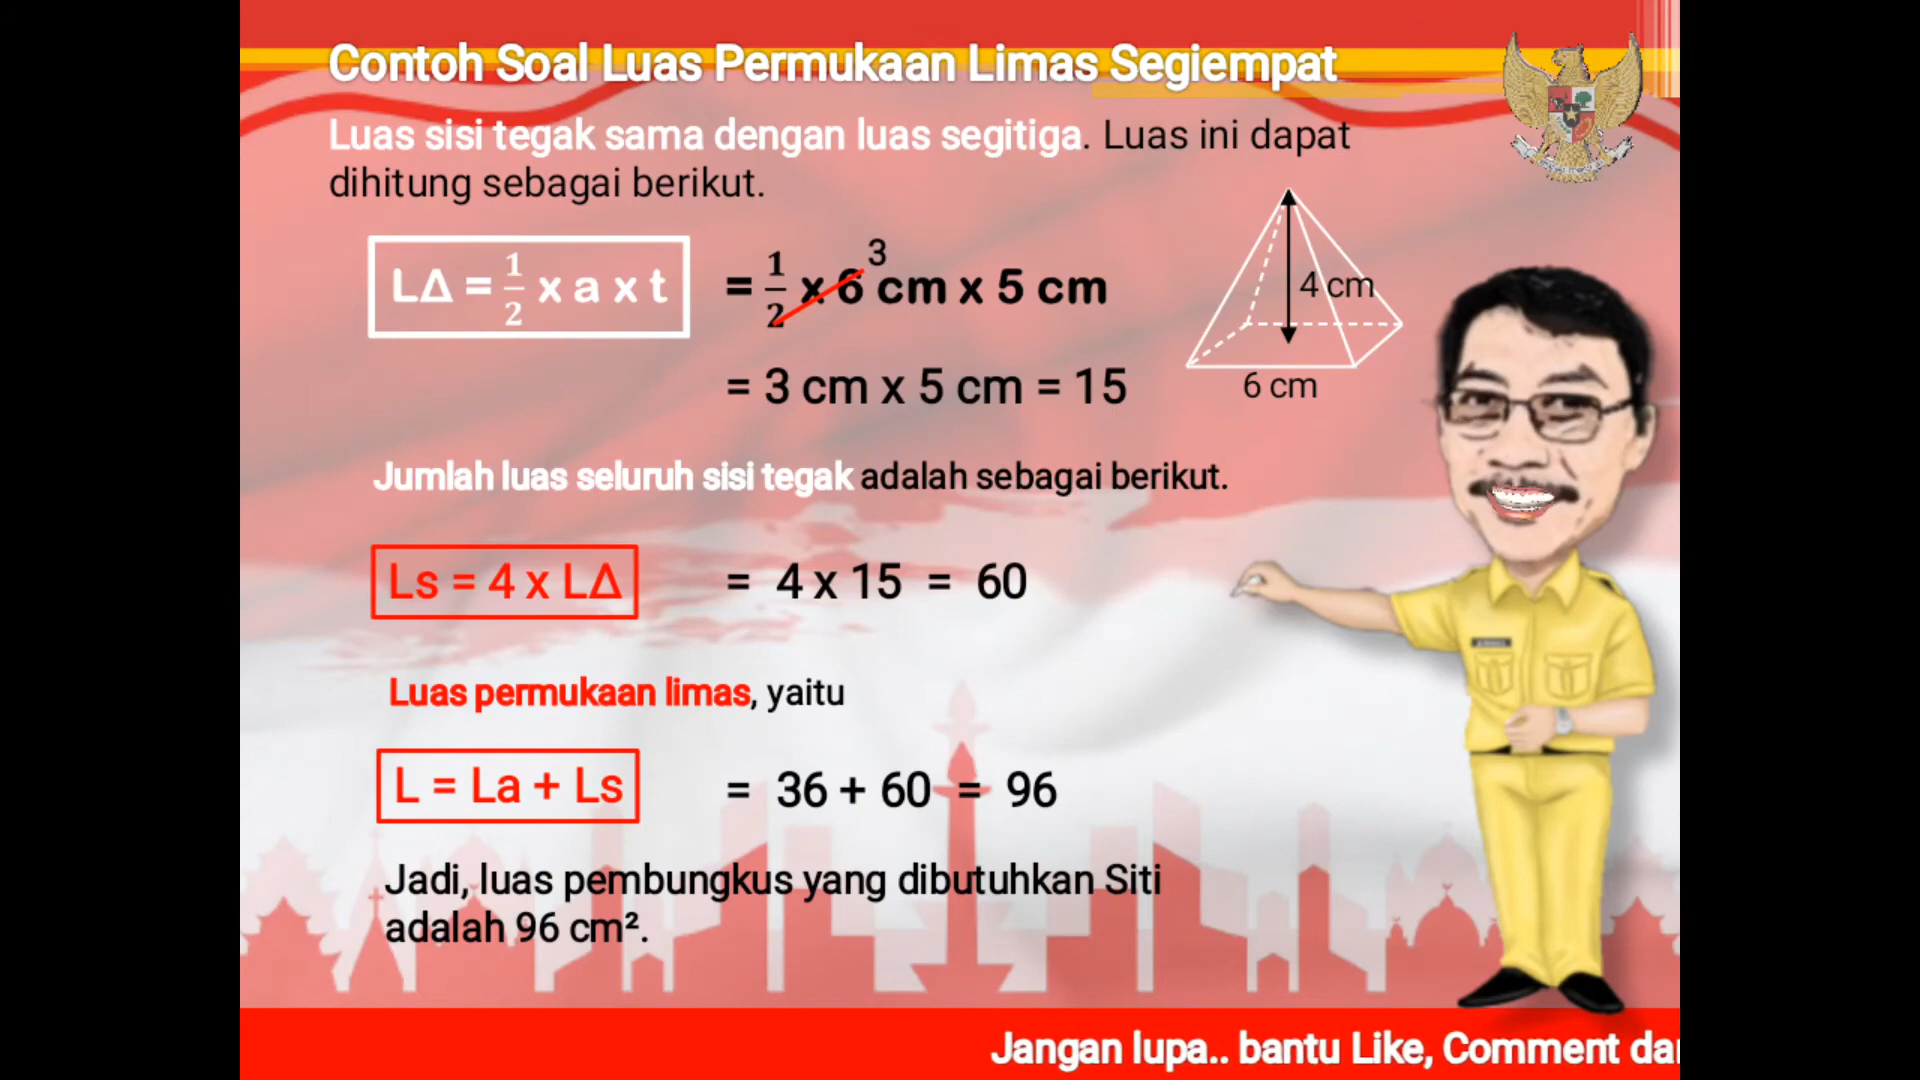 Contoh Soal Luas Permukaan Limas Segiempat
Luas sisi tegak sama dengan luas segitiga. Luas ini dapat
dihitung sebagai berikut.
L∆ = 1/2 x a x t = 1/2 x 6 cm x 5 cm
3
= 3 cm x 5 cm = 15
4 cm
6 cm
Jumlah luas seluruh sisi tegak adalah sebagai berikut.
Ls = 4 x L∆ = 4 x 15 = 60
Luas permukaan limas, yaitu
L = La + Ls = 36 + 60 = 96
Jadi, luas pembungkus yang dibutuhkan Siti
adalah 96 cm².
Jangan lupa.. bantu Like, Comment da